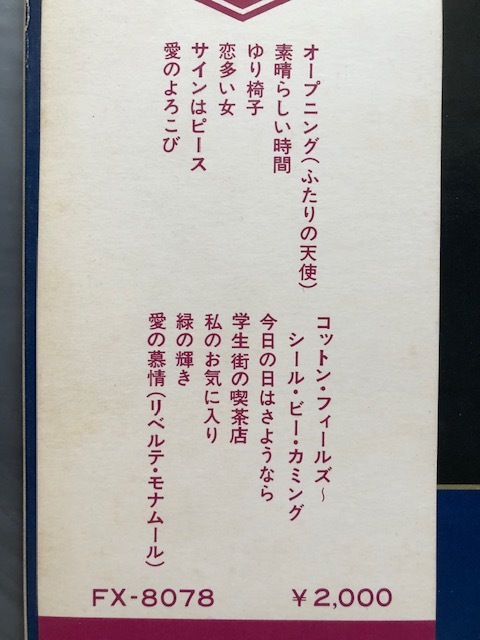 オープニング(ふたりの天使)
素晴らしい時間
ゆり椅子
恋多い女
サインはピース
愛のよろこび
コットン・フィールズ〜
シール・ビー・カミング
今日の日はさようなら
学生街の喫茶店
私のお気に入り
緑の輝き
愛の慕情(リベルテ・モナムール)
FX-8078
¥2,000